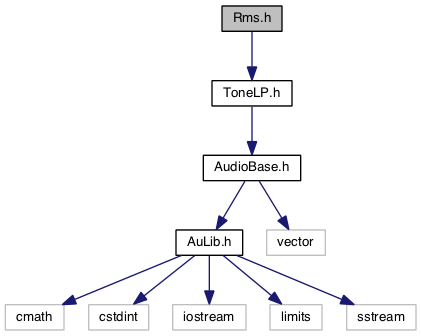 Rms.h
ToneLP.h
AudioBase.h
AuLib.h
vector
cmath
cstdint
iostream
limits
sstream